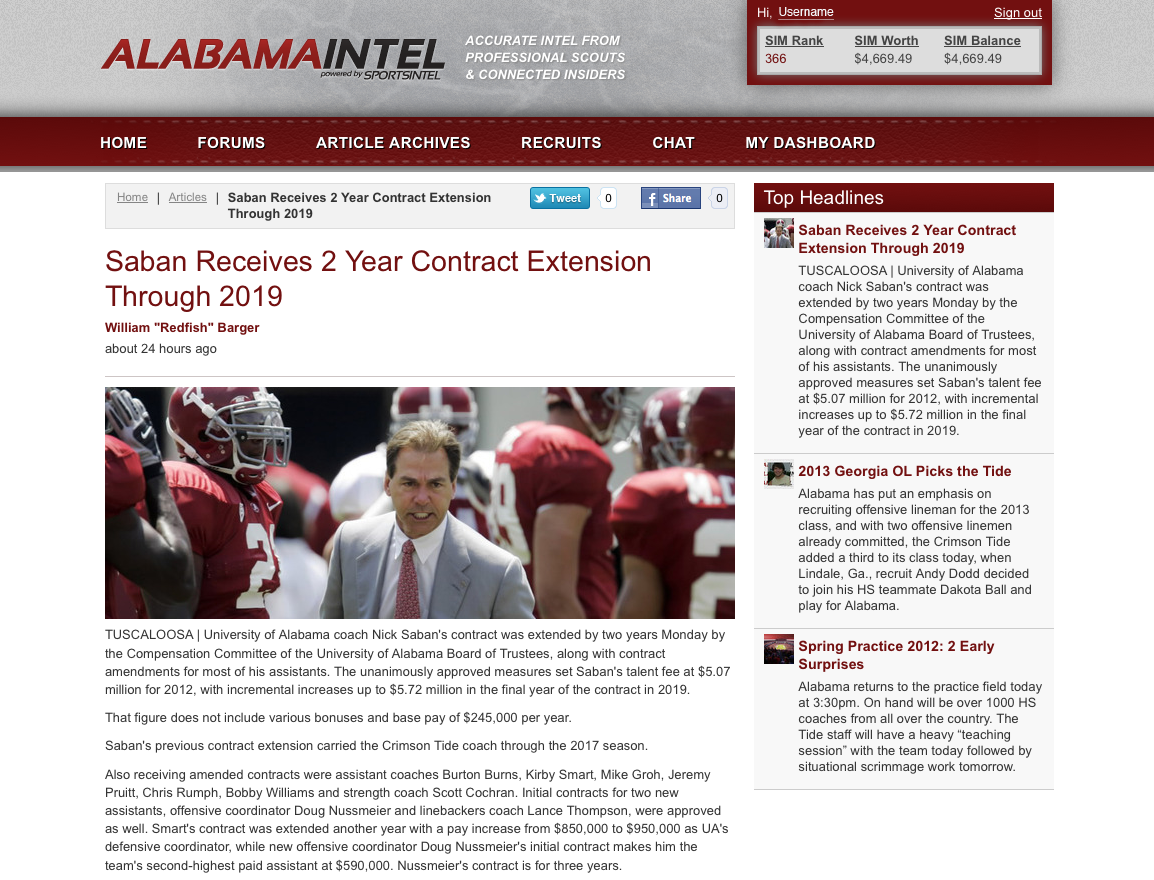 Hi, Username
Sign out
SIM Rank SIM Worth SIM Balance
366 $4,669.49 $4,669.49
ALABAMAINTEL
powered by SPORTSINTEL
ACCURATE INTEL FROM
PROFESSIONAL SCOUTS
& CONNECTED INSIDERS
HOME FORUMS ARTICLE ARCHIVES RECRUITS CHAT MY DASHBOARD
Home | Articles | Saban Receives 2 Year Contract Extension
Through 2019
Tweet 0 Share 0
Saban Receives 2 Year Contract Extension
Through 2019
William "Redfish" Barger
about 24 hours ago
TUSCALOOSA | University of Alabama coach Nick Saban's contract was extended by two years Monday by
the Compensation Committee of the University of Alabama Board of Trustees, along with contract
amendments for most of his assistants. The unanimously approved measures set Saban's talent fee at $5.07
million for 2012, with incremental increases up to $5.72 million in the final year of the contract in 2019.
That figure does not include various bonuses and base pay of $245,000 per year.
Saban's previous contract extension carried the Crimson Tide coach through the 2017 season.
Also receiving amended contracts were assistant coaches Burton Burns, Kirby Smart, Mike Groh, Jeremy
Pruitt, Chris Rumph, Bobby Williams and strength coach Scott Cochran. Initial contracts for two new
assistants, offensive coordinator Doug Nussmeier and linebackers coach Lance Thompson, were approved
as well. Smart's contract was extended another year with a pay increase from $850,000 to $950,000 as UA's
defensive coordinator, while new offensive coordinator Doug Nussmeier's initial contract makes him the
team's second-highest paid assistant at $590,000. Nussmeier's contract is for three years.
Top Headlines
Saban Receives 2 Year Contract
Extension Through 2019
TUSCALOOSA | University of Alabama
coach Nick Saban's contract was
extended by two years Monday by the
Compensation Committee of the
University of Alabama Board of Trustees,
along with contract amendments for most
of his assistants. The unanimously
approved measures set Saban's talent fee
at $5.07 million for 2012, with incremental
increases up to $5.72 million in the final
year of the contract in 2019.
2013 Georgia OL Picks the Tide
Alabama has put an emphasis on
recruiting offensive lineman for the 2013
class, and with two offensive linemen
already committed, the Crimson Tide
added a third to its class today, when
Lindale, Ga., recruit Andy Dodd decided
to join his HS teammate Dakota Ball and
play for Alabama.
Spring Practice 2012: 2 Early
Surprises
Alabama returns to the practice field today
at 3:30pm. On hand will be over 1000 HS
coaches from all over the country. The
Tide staff will have a heavy “teaching
session” with the team today followed by
situational scrimmage work tomorrow.